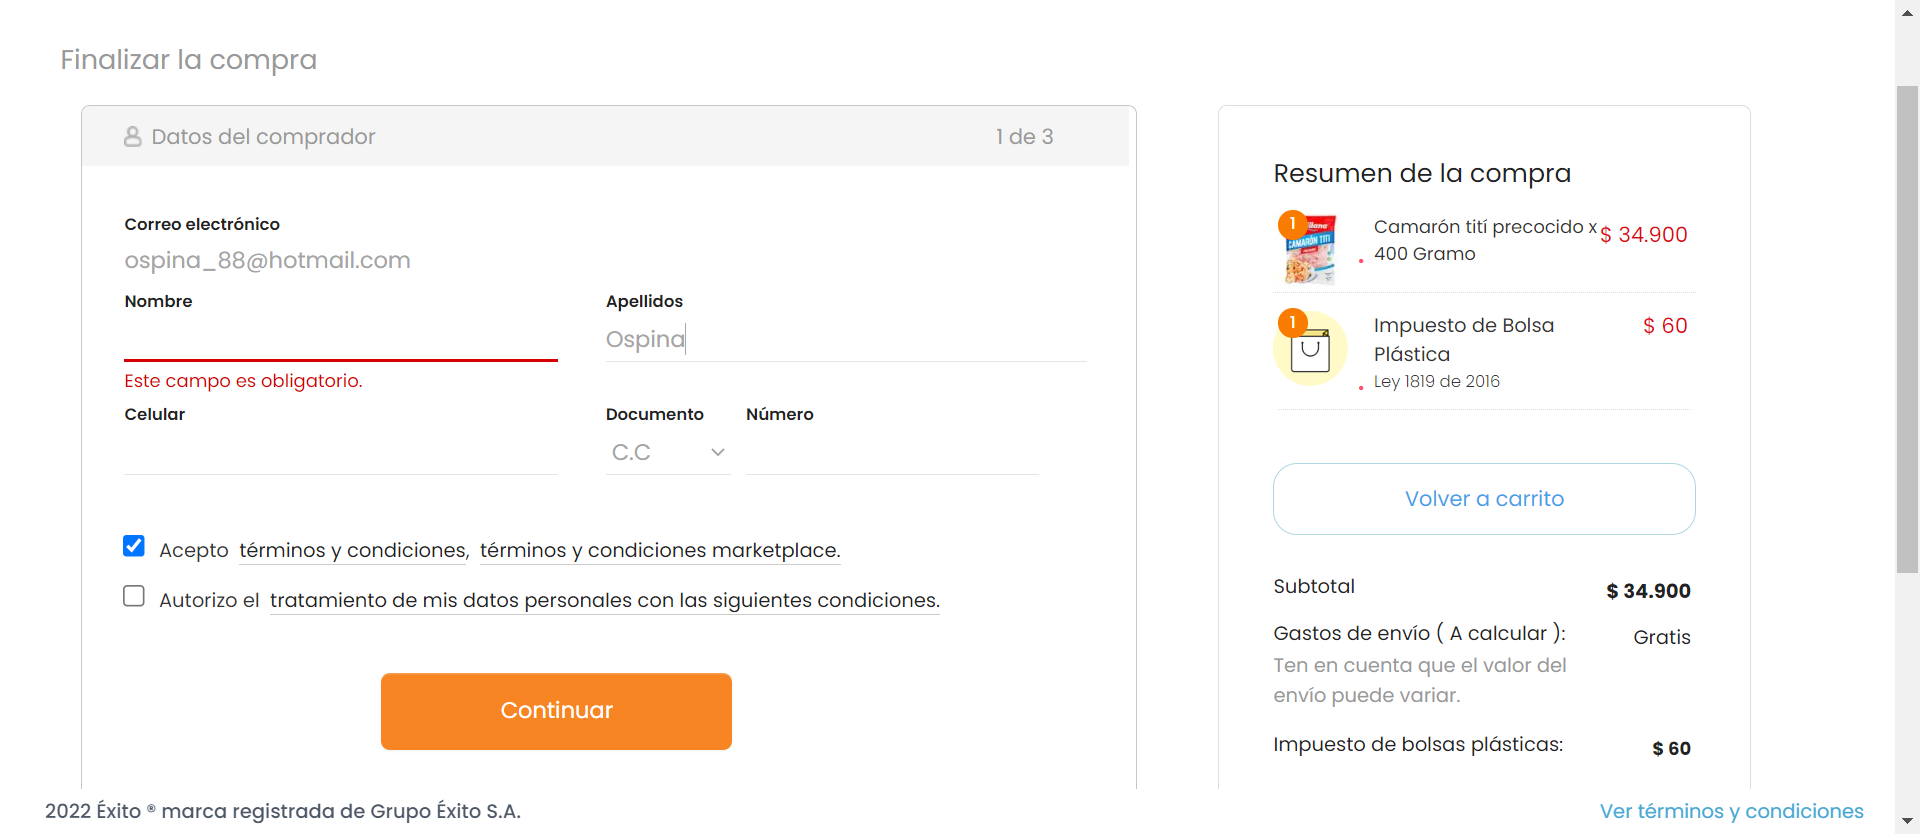 Finalizar la compra
Datos del comprador
1 de 3
Correo electrónico
ospina_88@hotmail.com
Nombre
Apellidos
Ospina
Este campo es obligatorio.
Celular
Documento
Número
C.C
Acepto términos y condiciones, términos y condiciones marketplace.
Autorizo el tratamiento de mis datos personales con las siguientes condiciones.
Continuar
Resumen de la compra
1
CAMARÓN TITÍ
Camarón tití precocido x
400 Gramo
$ 34.900
1
Impuesto de Bolsa
Plástica
$ 60
Ley 1819 de 2016
Volver a carrito
Subtotal
$ 34.900
Gastos de envío ( A calcular ):
Gratis
Ten en cuenta que el valor del
envío puede variar.
Impuesto de bolsas plásticas:
$ 60
2022 Éxito ® marca registrada de Grupo Éxito S.A.
Ver términos y condiciones